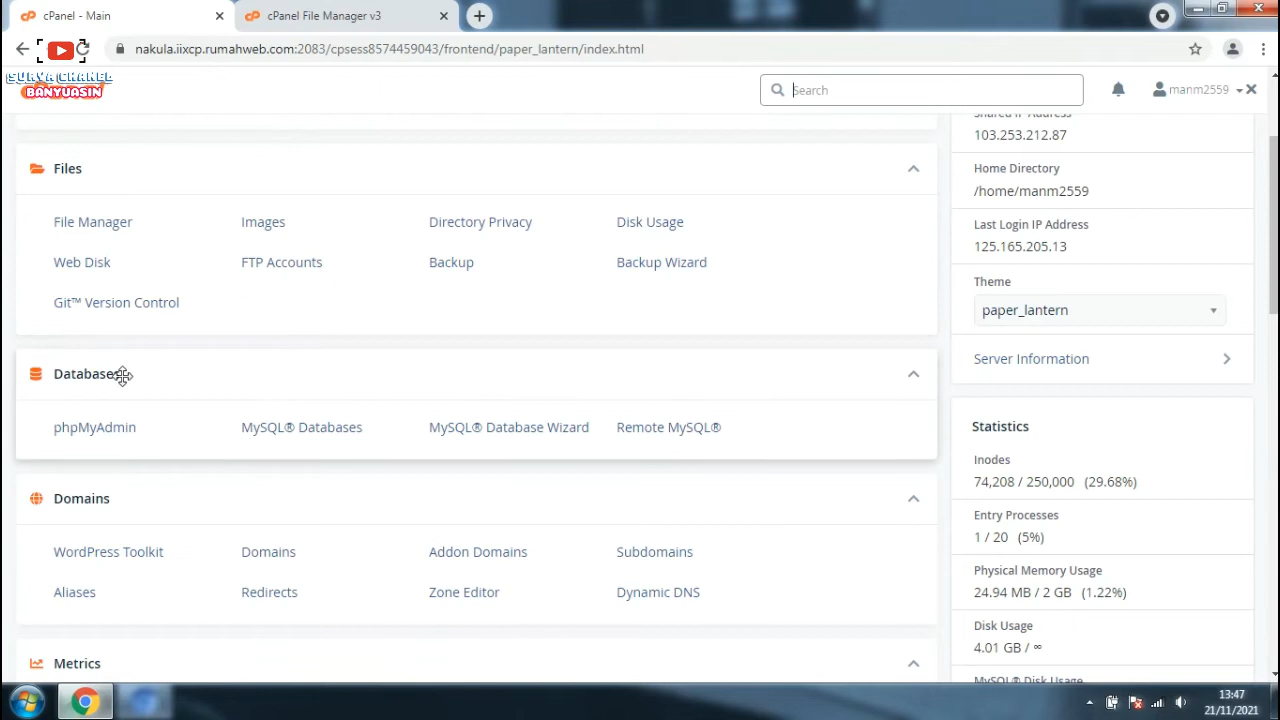 cPanel - Main
cPanel File Manager v3
nakula.iixcp.rumahweb.com:2083/cpsess8574459043/frontend/paper_lantern/index.html
SURYA CHANEL
BANYUASIN
Search
manm2559
Shared IP Address
103.253.212.87
Files
Home Directory
/home/manm2559
File Manager
Images
Directory Privacy
Disk Usage
Last Login IP Address
125.165.205.13
Web Disk
FTP Accounts
Backup
Backup Wizard
Theme
paper_lantern
Git™ Version Control
Server Information
Databases
phpMyAdmin
MySQL® Databases
MySQL® Database Wizard
Remote MySQL®
Statistics
Inodes
74,208 / 250,000 (29.68%)
Domains
Entry Processes
1 / 20 (5%)
WordPress Toolkit
Domains
Addon Domains
Subdomains
Physical Memory Usage
24.94 MB / 2 GB (1.22%)
Aliases
Redirects
Zone Editor
Dynamic DNS
Disk Usage
4.01 GB / ∞
Metrics
MySQL® Disk Usage
13:47
21/11/2021